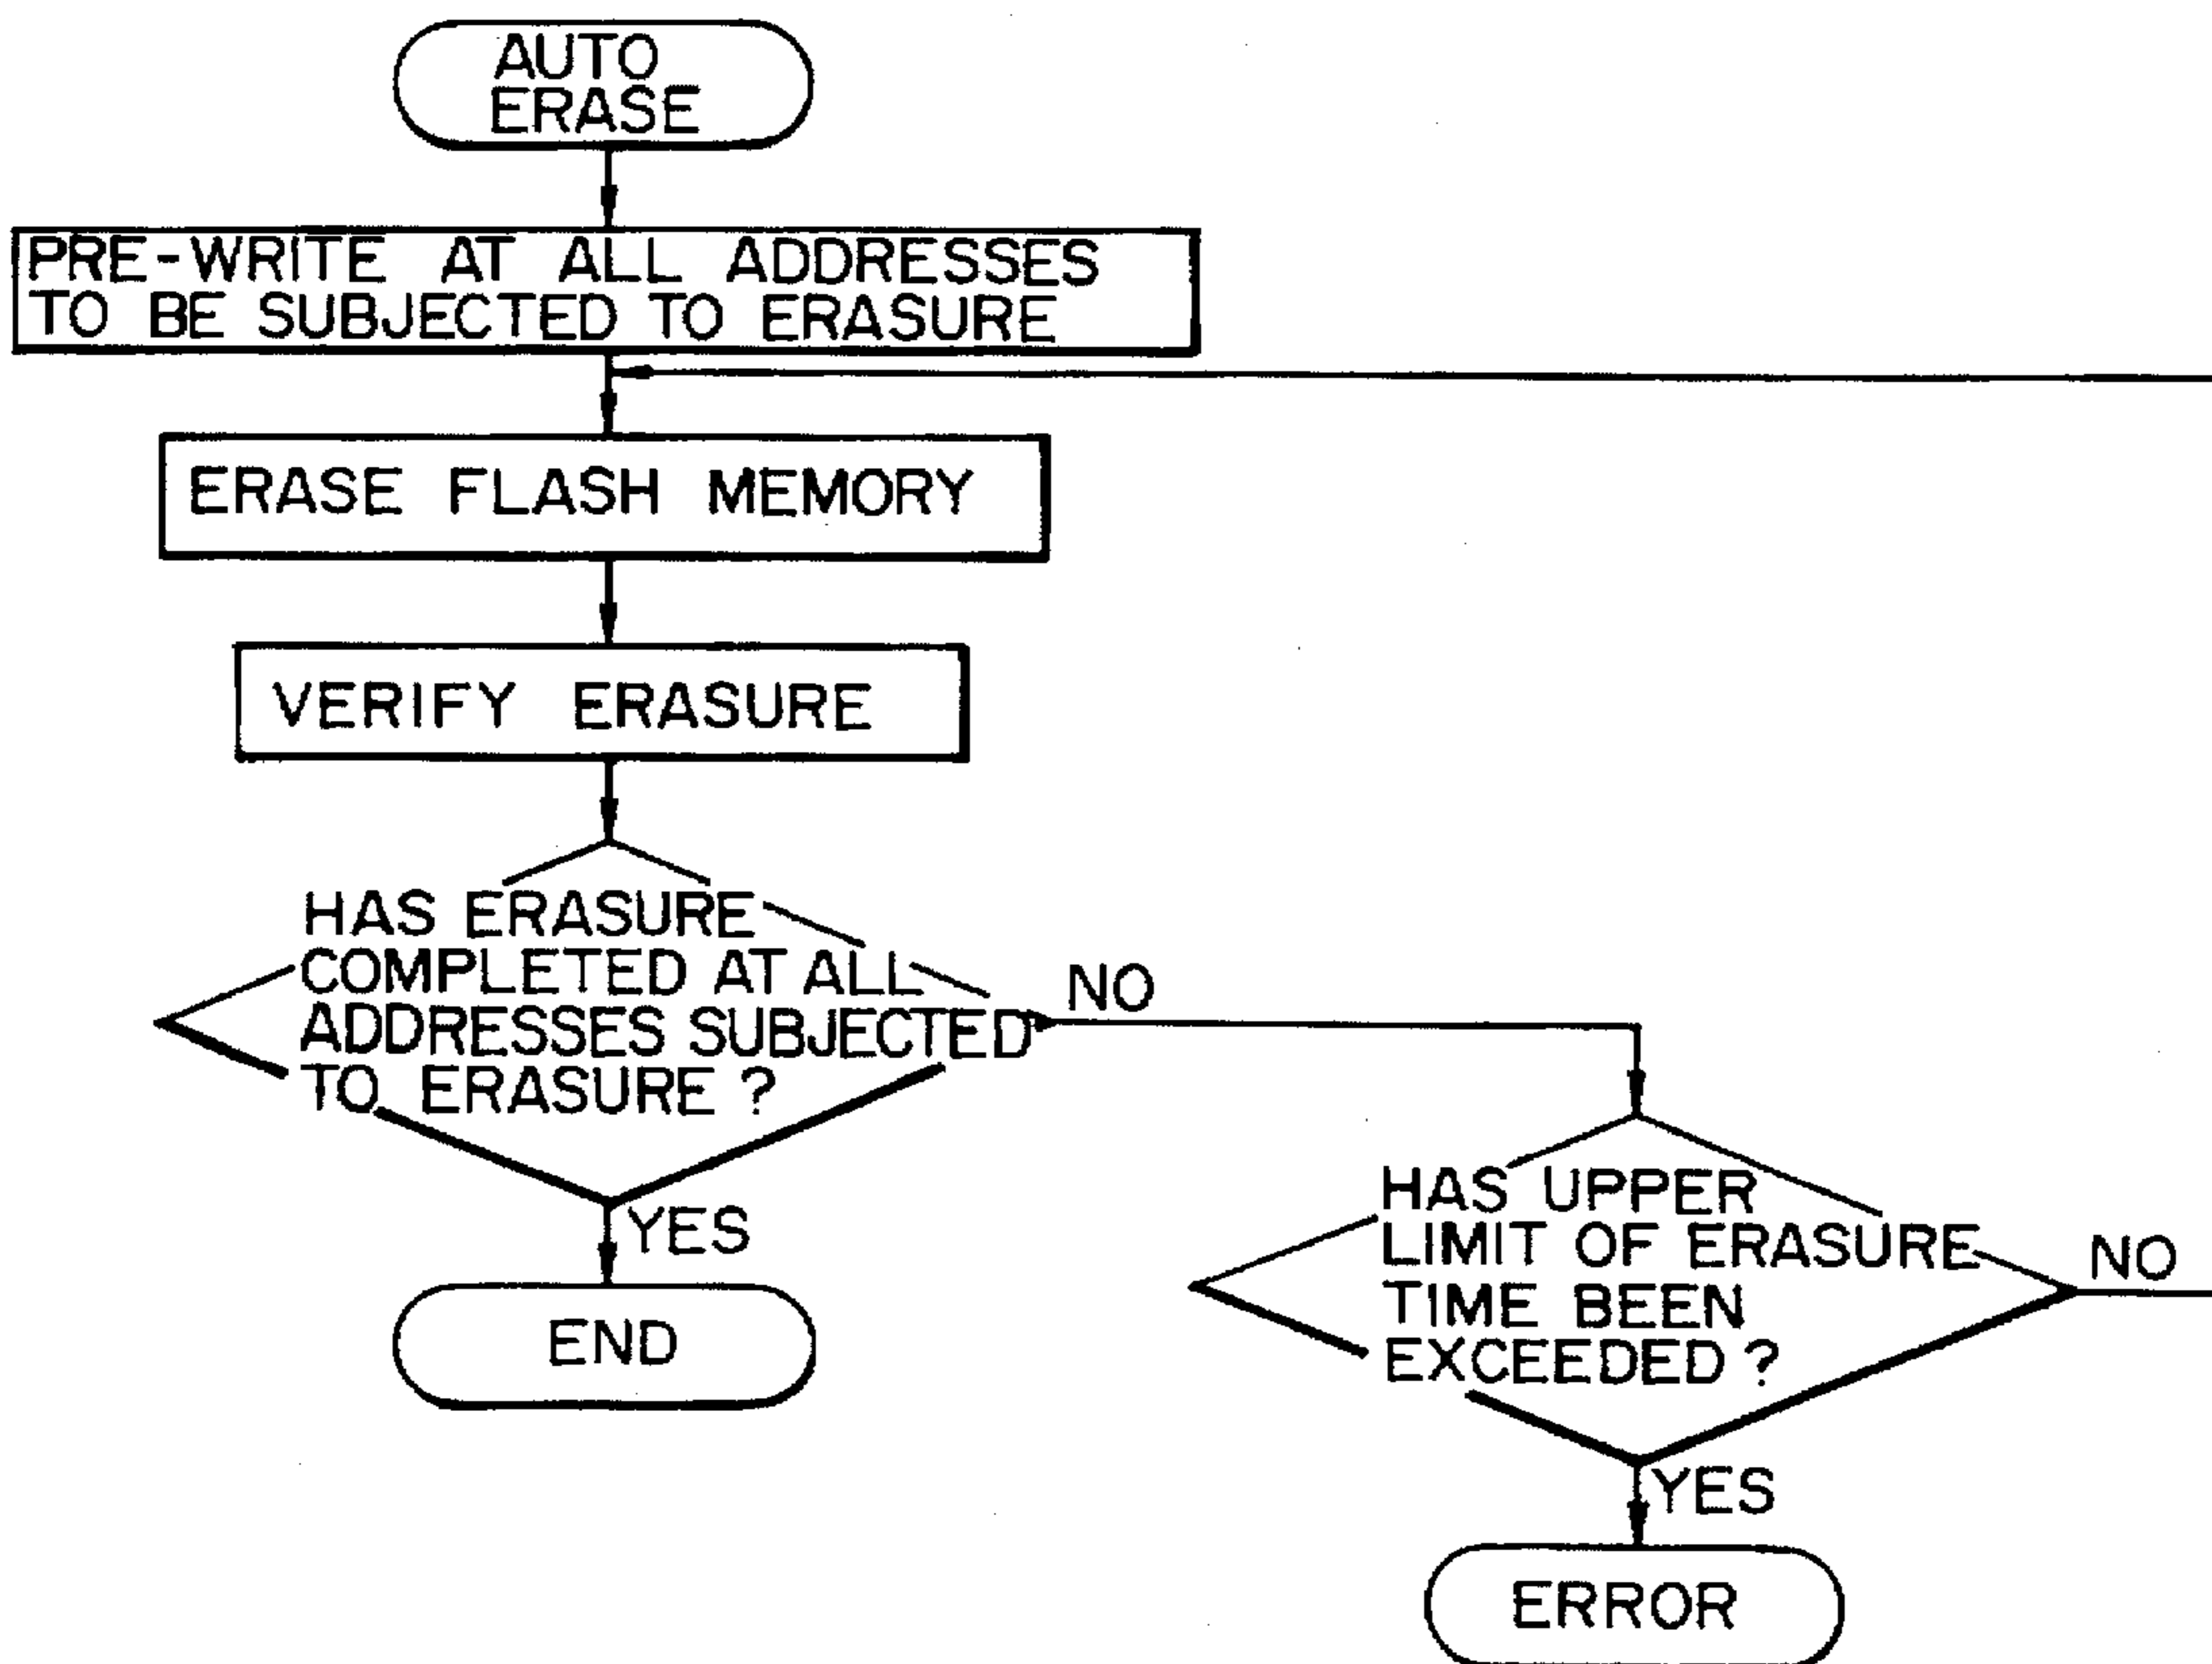 AUTO
ERASE
PRE-WRITE AT ALL ADDRESSES
TO BE SUBJECTED TO ERASURE
ERASE FLASH MEMORY
VERIFY ERASURE
HAS ERASURE
COMPLETED AT ALL
ADDRESSES SUBJECTED
TO ERASURE ?
NO
YES
END
HAS UPPER
LIMIT OF ERASURE
TIME BEEN
EXCEEDED ?
NO
YES
ERROR